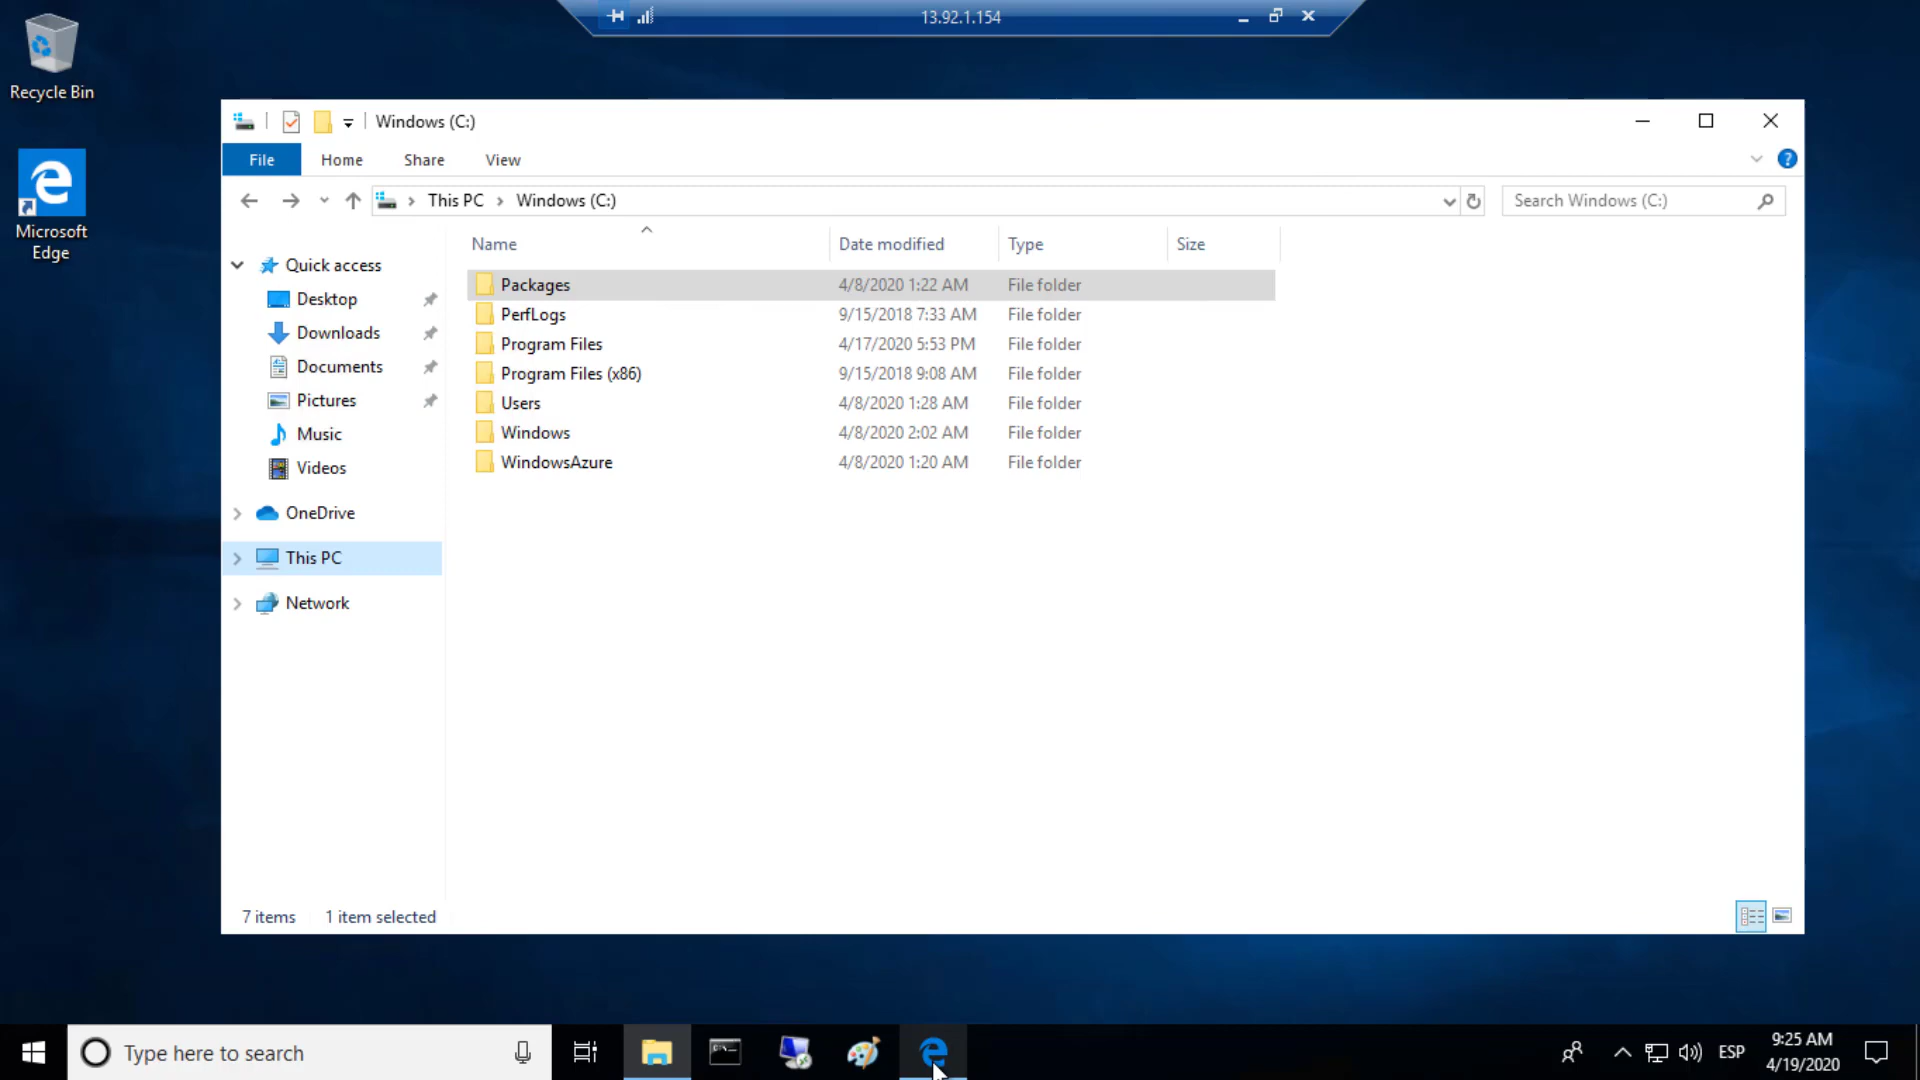 13.92.1.154
Recycle Bin
Microsoft
Edge
Windows (C:)
File Home Share View
This PC Windows (C:)
Search Windows (C:)
Name Date modified Type Size
Quick access
Desktop
Downloads
Documents
Pictures
Music
Videos
OneDrive
This PC
Network
Packages 4/8/2020 1:22 AM File folder
PerfLogs 9/15/2018 7:33 AM File folder
Program Files 4/17/2020 5:53 PM File folder
Program Files (x86) 9/15/2018 9:08 AM File folder
Users 4/8/2020 1:28 AM File folder
Windows 4/8/2020 2:02 AM File folder
WindowsAzure 4/8/2020 1:20 AM File folder
7 items 1 item selected
Type here to search
ESP
9:25 AM
4/19/2020